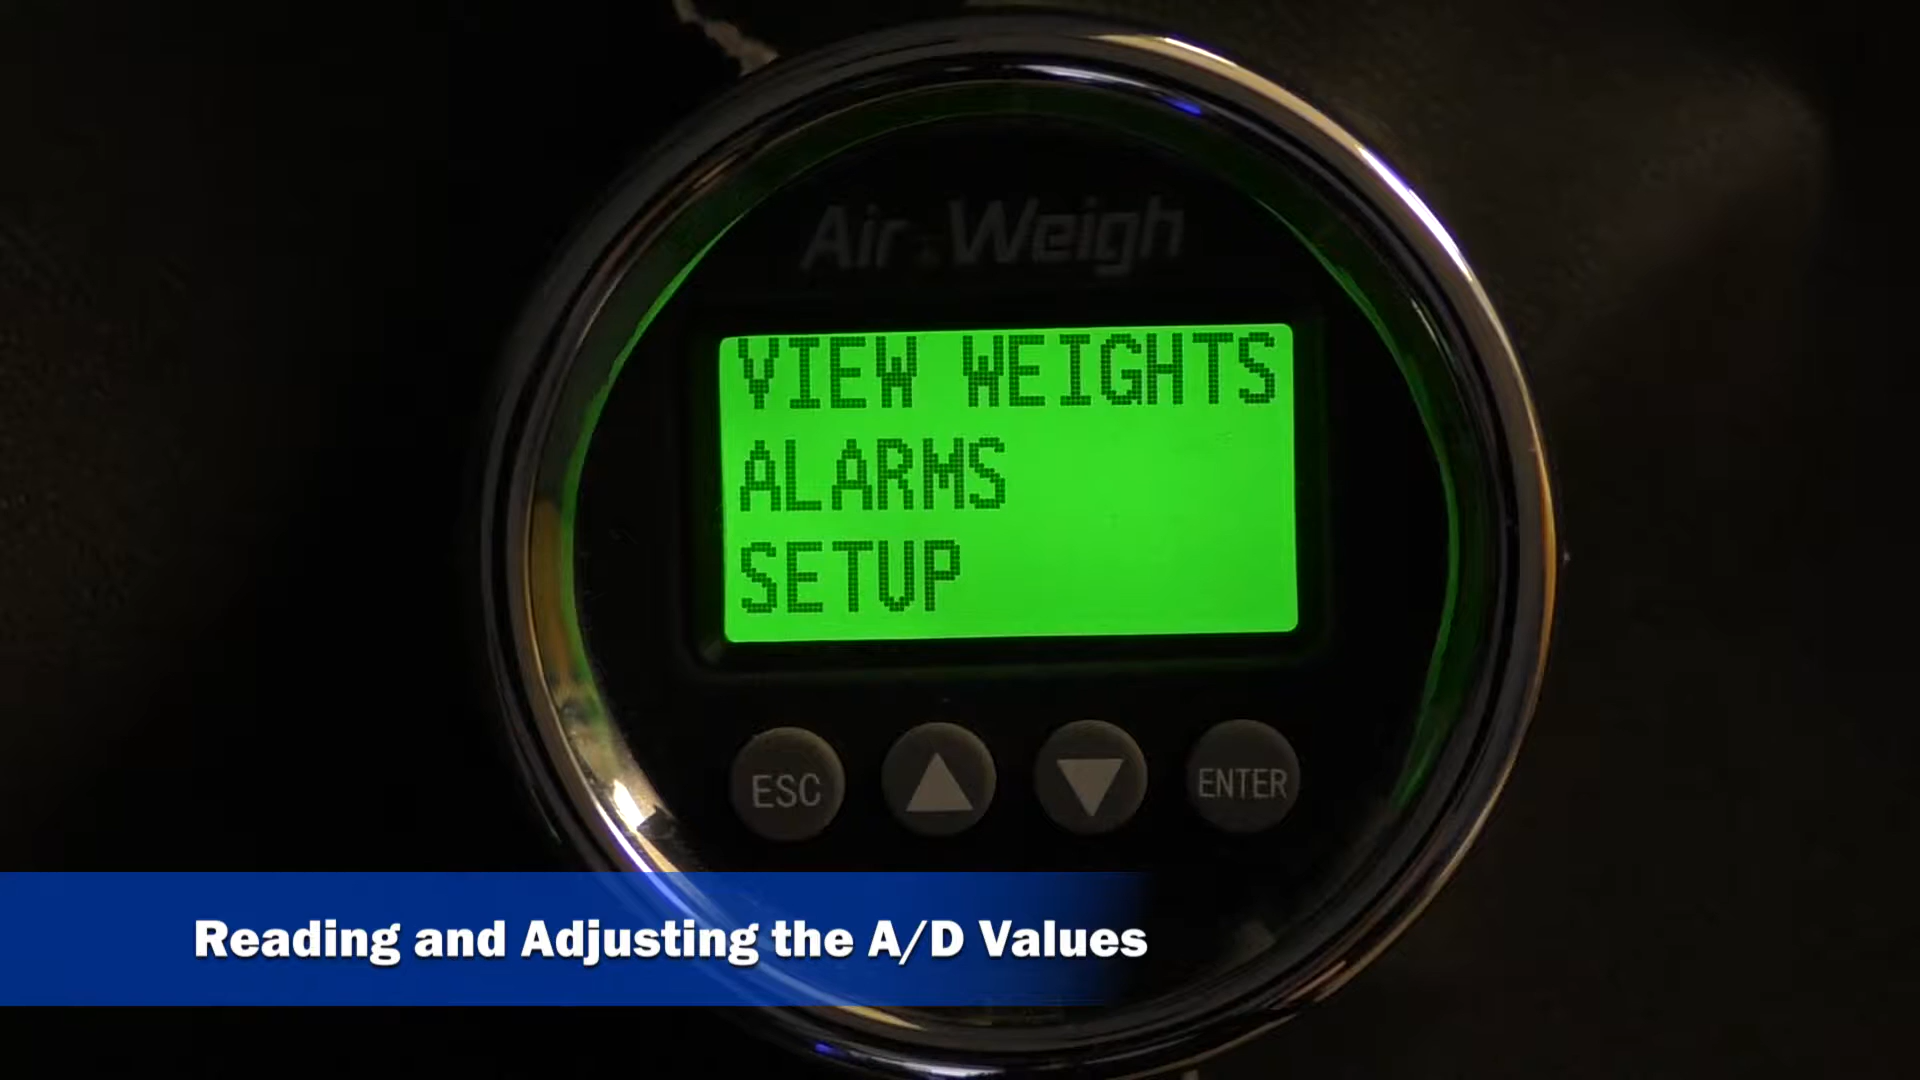 Air-Weigh
VIEW WEIGHTS
ALARMS
SETUP
ESC
ENTER
Reading and Adjusting the A/D Values